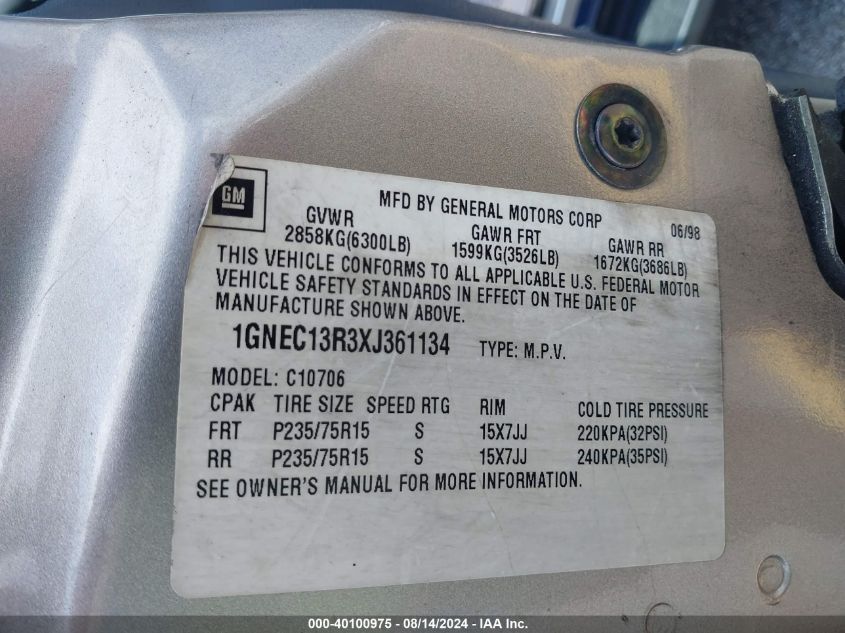 GM
MFD BY GENERAL MOTORS CORP 06/98
GVWR GAWR FRT GAWR RR
2858KG(6300LB) 1599KG(3526LB) 1672KG(3686LB)
THIS VEHICLE CONFORMS TO ALL APPLICABLE U.S. FEDERAL MOTOR
VEHICLE SAFETY STANDARDS IN EFFECT ON THE DATE OF
MANUFACTURE SHOWN ABOVE.
1GNEC13R3XJ361134 TYPE: M.P.V.
MODEL: C10706
CPAK TIRE SIZE SPEED RTG RIM COLD TIRE PRESSURE
FRT P235/75R15 S 15X7JJ 220KPA(32PSI)
RR P235/75R15 S 15X7JJ 240KPA(35PSI)
SEE OWNER'S MANUAL FOR MORE INFORMATION.
000-40100975 - 08/14/2024 - IAA Inc.